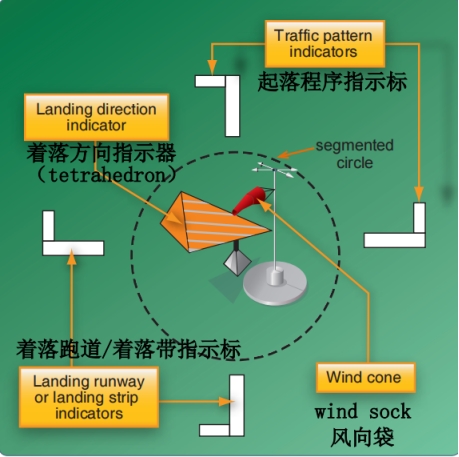 Traffic pattern
indicators
起落程序指示标
Landing direction
indicator
着落方向指示器
（tetrahedron）
segmented
circle
着落跑道/着落带指示标
Landing runway
or landing strip
indicators
Wind cone
wind sock
风向袋